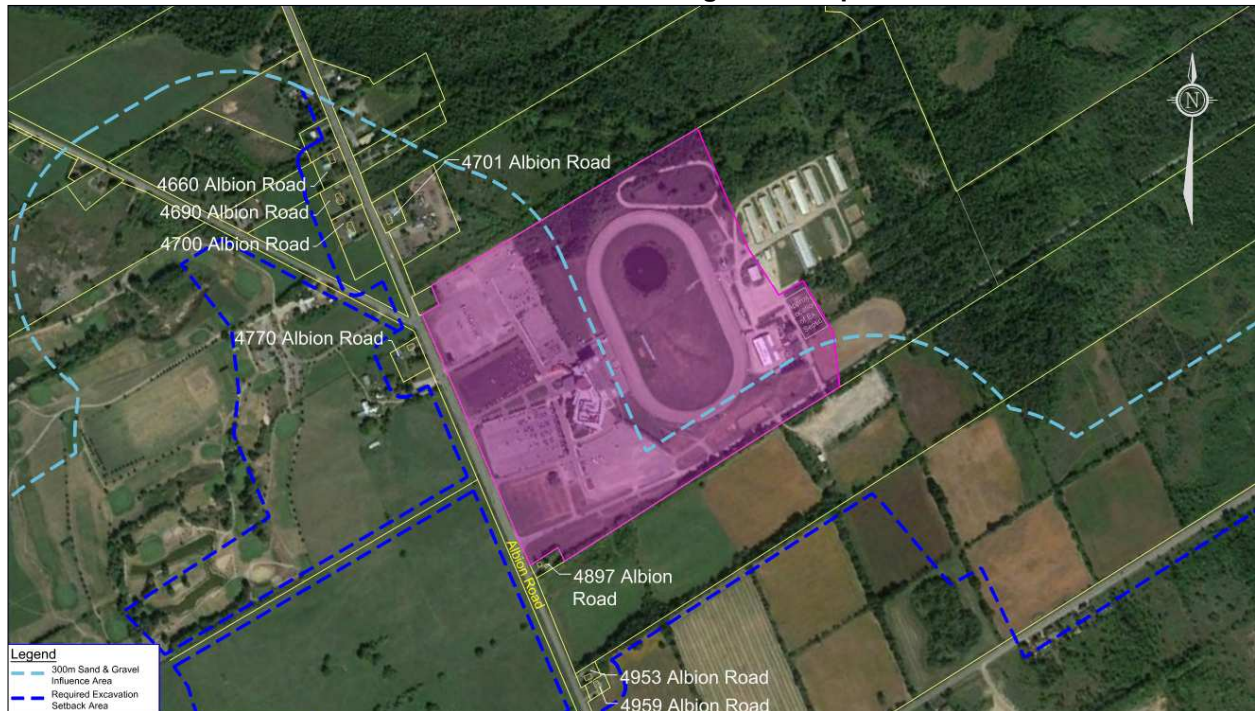 N
4701 Albion Road
4660 Albion Road
4690 Albion Road
4700 Albion Road
4770 Albion Road
Albion Road
4897 Albion
Road
4953 Albion Road
4959 Albion Road
Legend
300m Sand & Gravel
Influence Area
Required Excavation
Setback Area